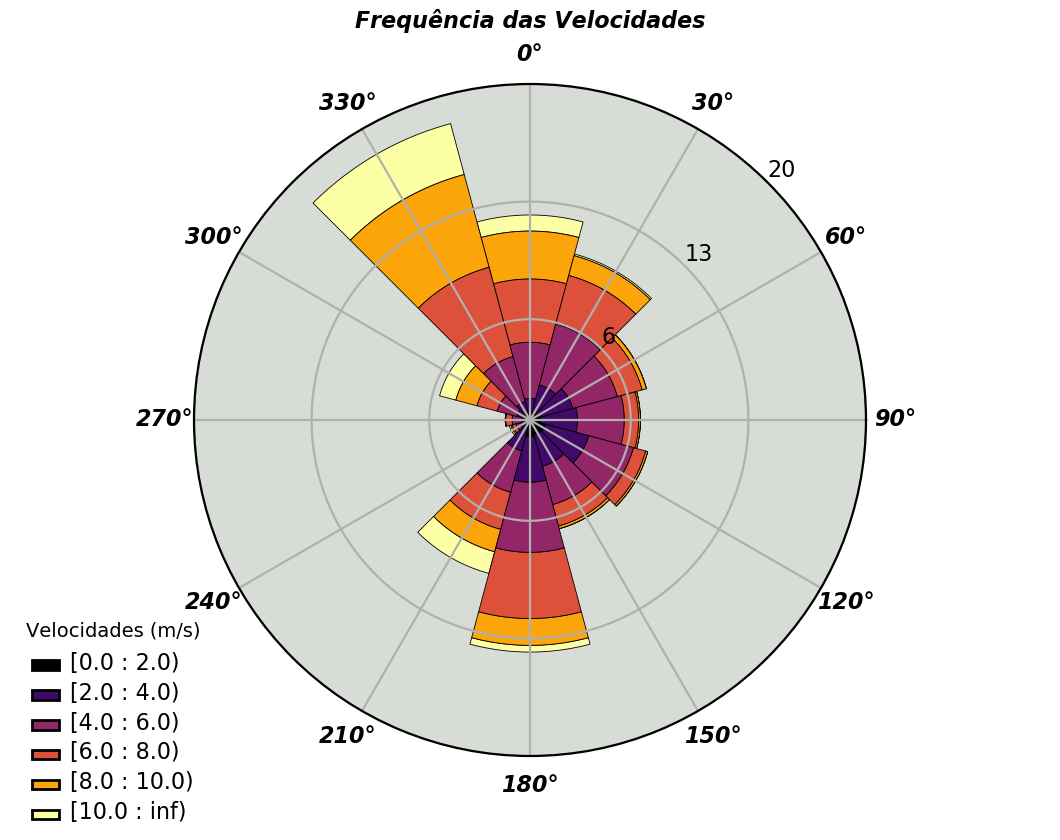 Frequência das Velocidades
0°
330°
30°
20
300°
60°
13
6
270°
90°
240°
120°
210°
150°
180°
Velocidades (m/s)
[0.0 : 2.0)
[2.0 : 4.0)
[4.0 : 6.0)
[6.0 : 8.0)
[8.0 : 10.0)
[10.0 : inf)